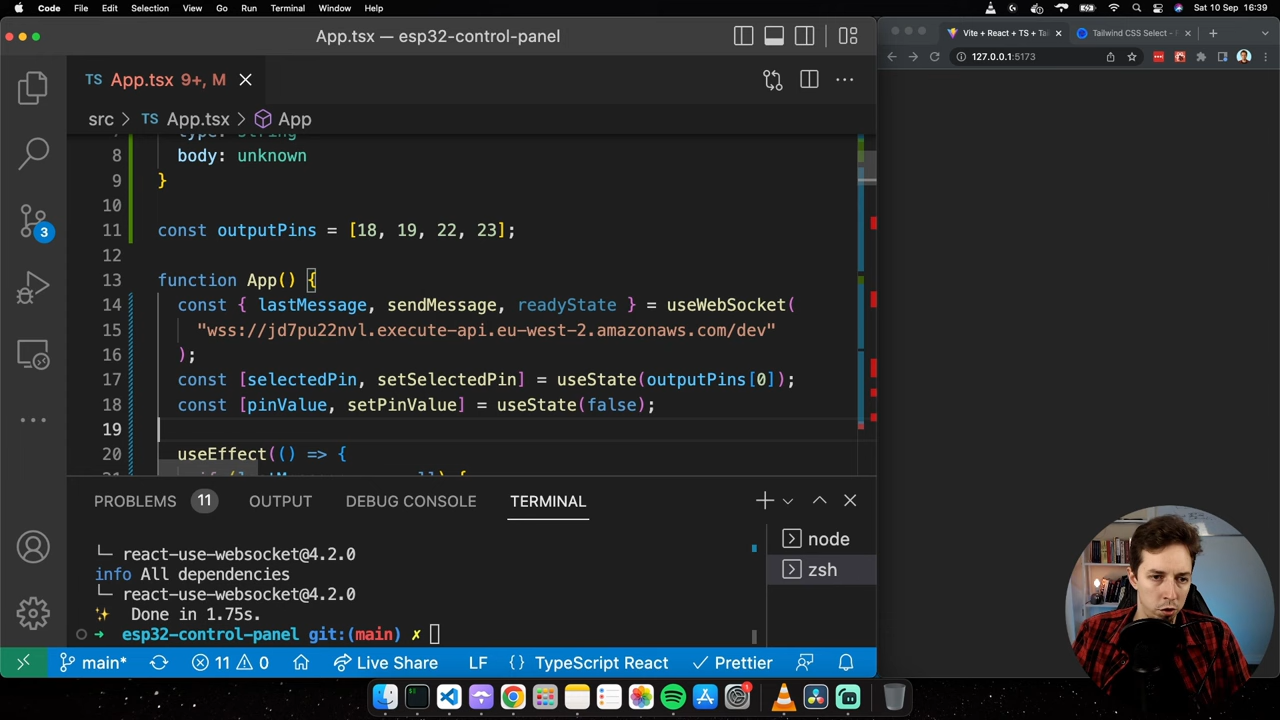 Code File Edit Selection View Go Run Terminal Window Help
Sat 10 Sep 16:39
App.tsx — esp32-control-panel
Vite + React + TS + Ta
Tailwind CSS Select -
TS App.tsx 9+, M
127.0.0.1:5173
src > TS App.tsx > App
type: string
8 body: unknown
9 }
10
11 const outputPins = [18, 19, 22, 23];
12
13 function App() {
14 const { lastMessage, sendMessage, readyState } = useWebSocket(
15 "wss://jd7pu22nvl.execute-api.eu-west-2.amazonaws.com/dev"
16 );
17 const [selectedPin, setSelectedPin] = useState(outputPins[0]);
18 const [pinValue, setPinValue] = useState(false);
19
20 useEffect(() => {
3
PROBLEMS 11 OUTPUT DEBUG CONSOLE TERMINAL
└─ react-use-websocket@4.2.0
info All dependencies
└─ react-use-websocket@4.2.0
✨ Done in 1.75s.
➜ esp32-control-panel git:(main) ✗
node
zsh
main* 11 0 Live Share LF {} TypeScript React Prettier
1